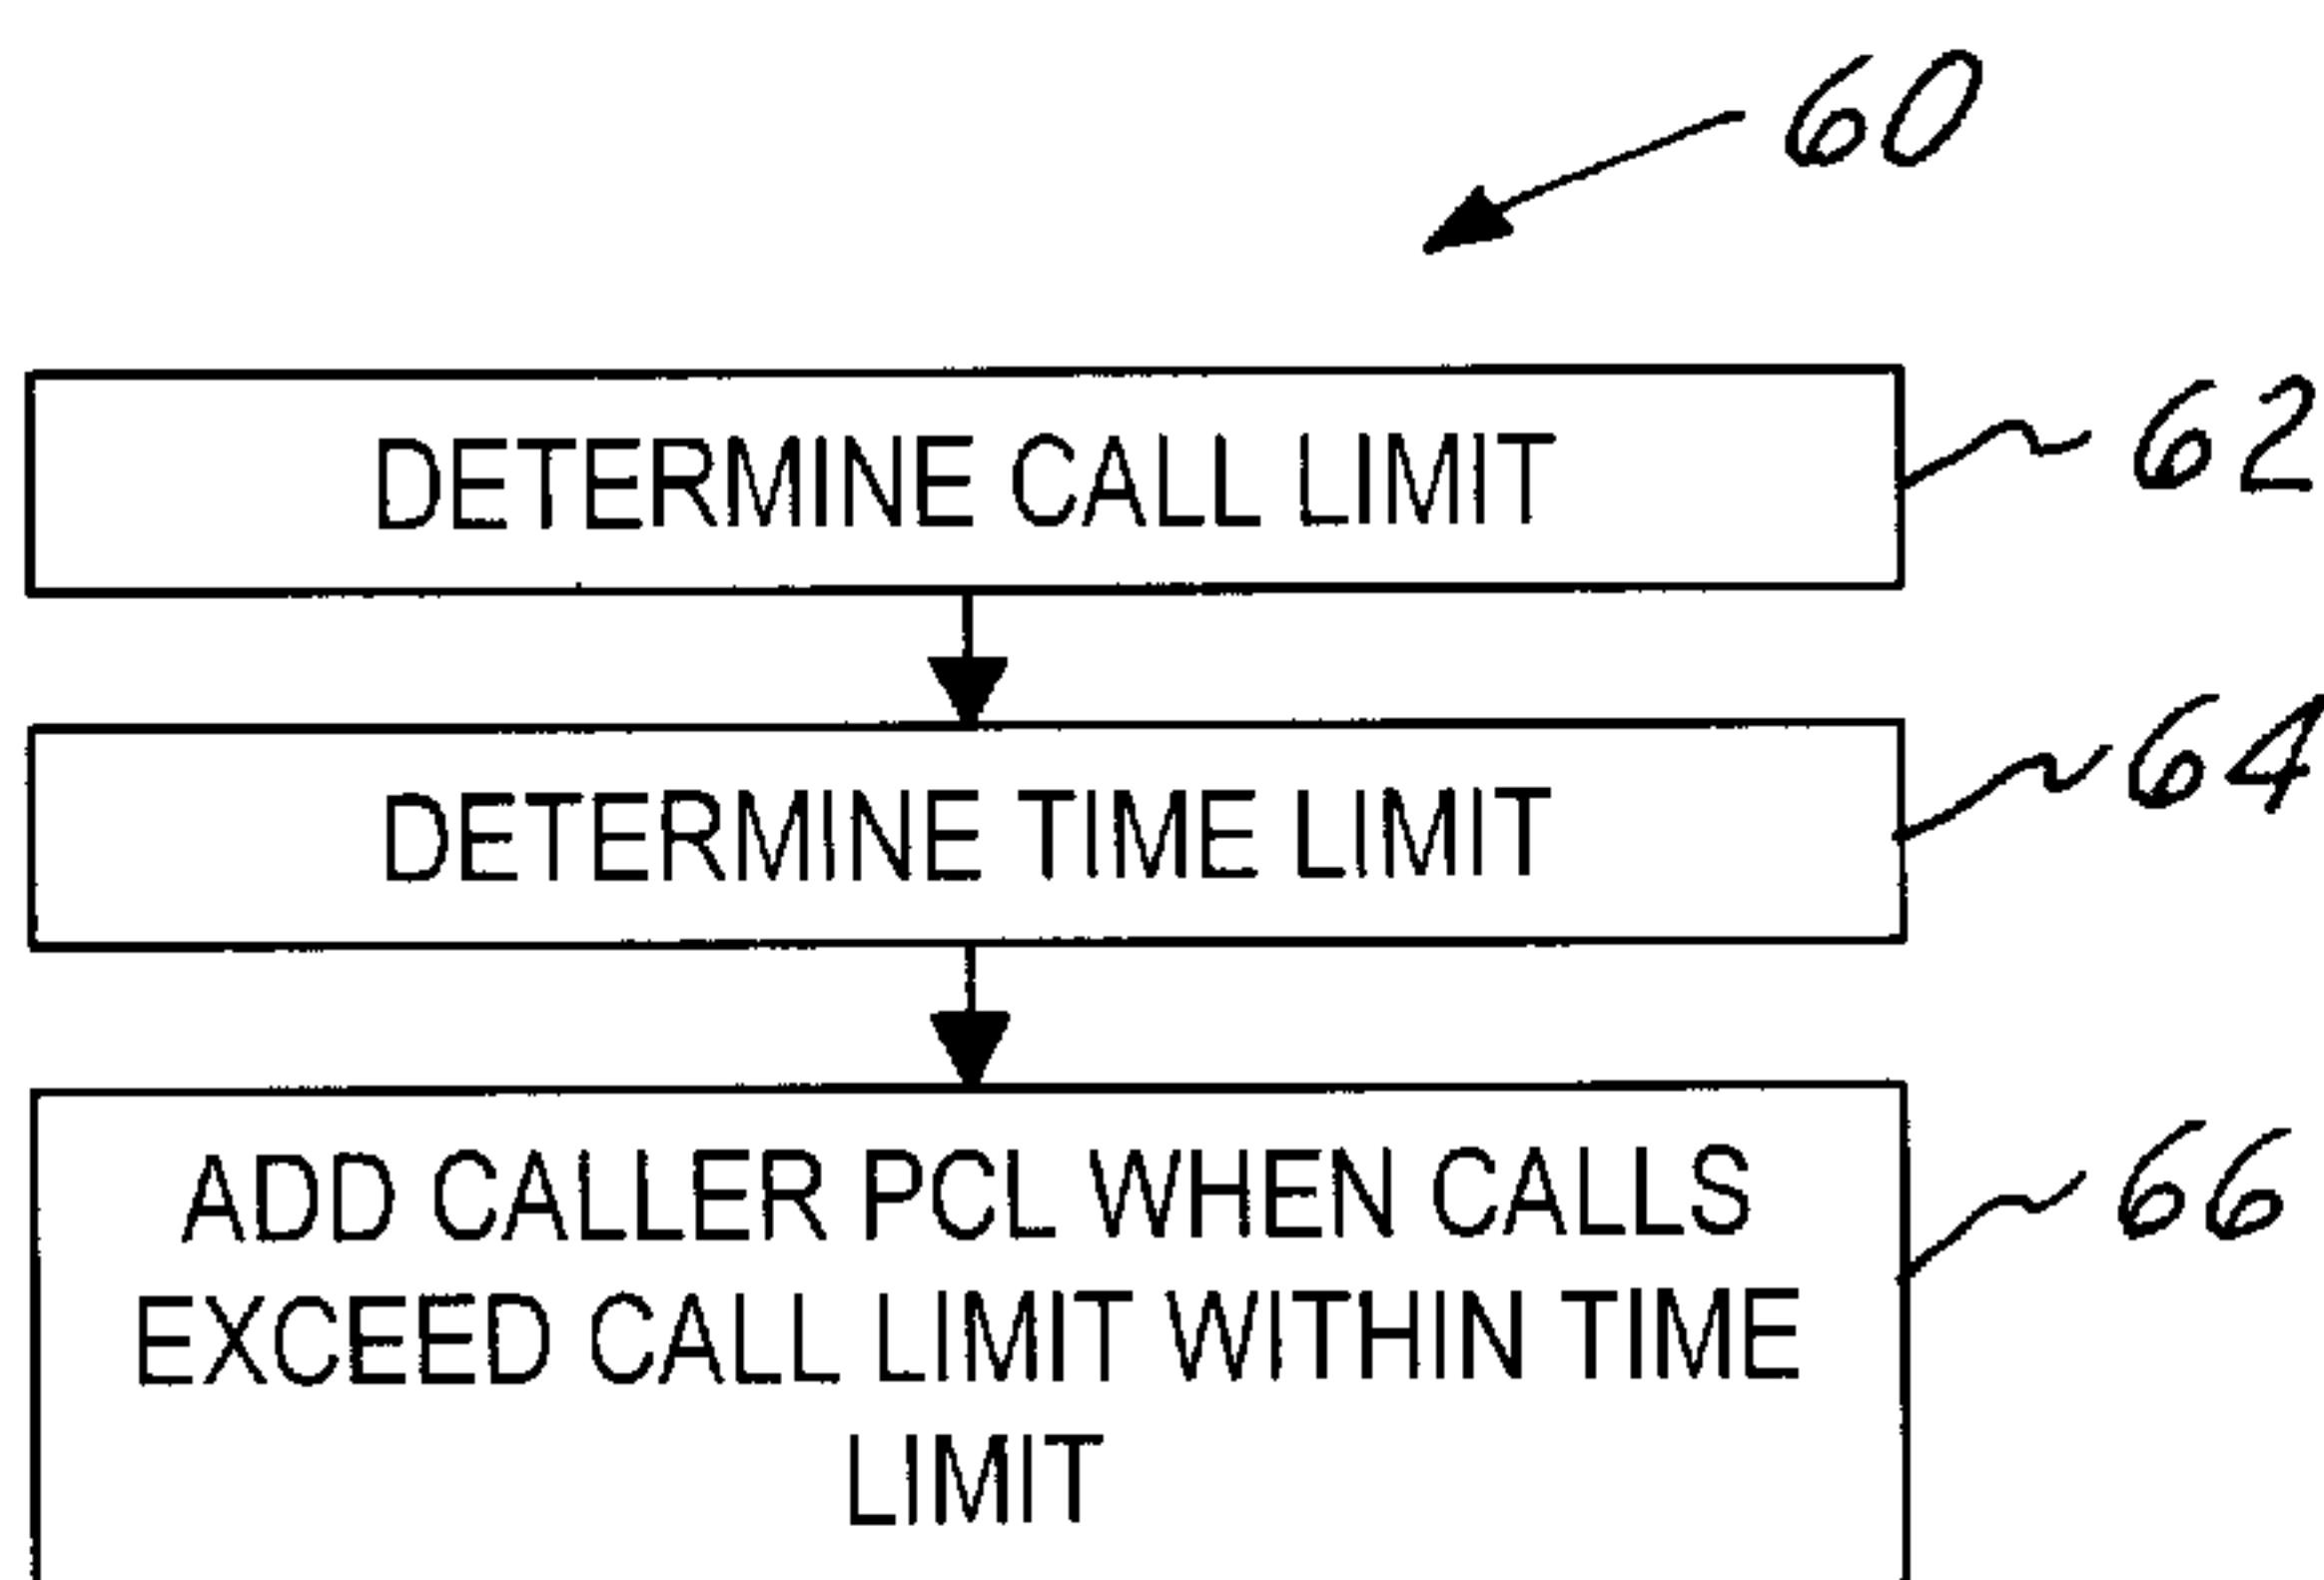 60
DETERMINE CALL LIMIT
62
DETERMINE TIME LIMIT
64
ADD CALLER PCL WHEN CALLS
EXCEED CALL LIMIT WITHIN TIME
LIMIT
66